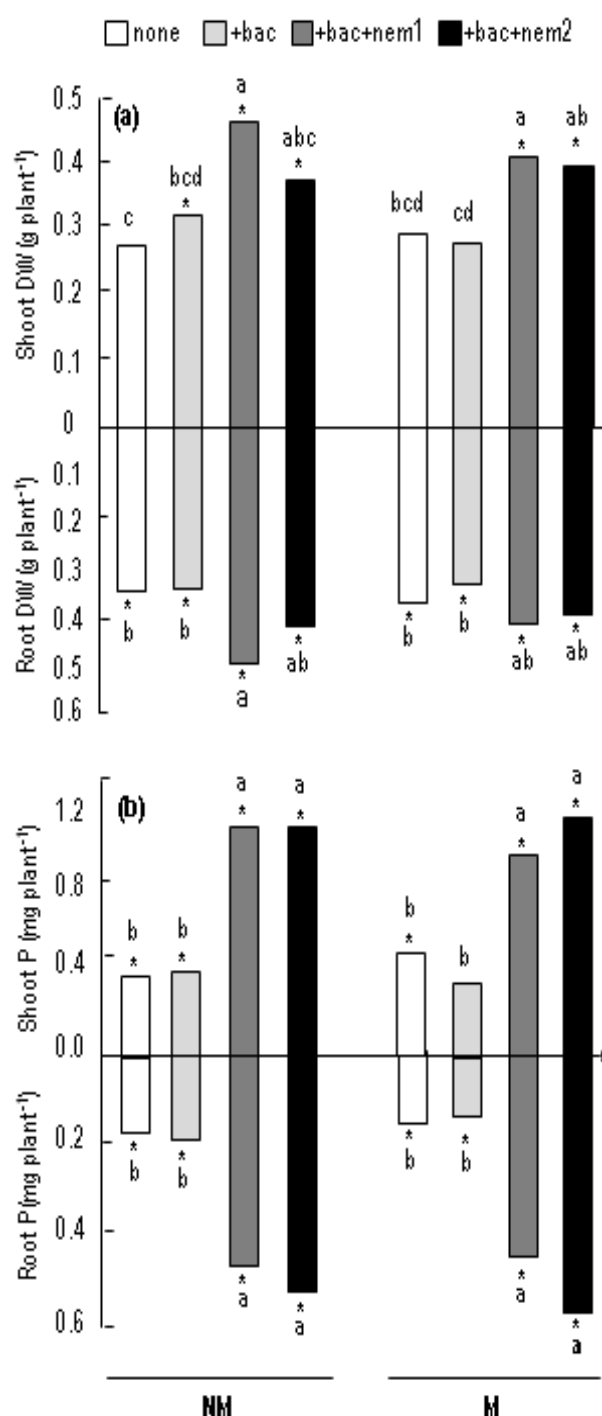 none +bac +bac+nem1 +bac+nem2
(a)
Shoot DW (g plant⁻¹)
0.5
0.4
0.3
0.2
0.1
0
c
bcd
*
a
*
abc
*
bcd
cd
a
*
ab
*
Root DW (g plant⁻¹)
0.1
0.2
0.3
0.4
0.5
0.6
*
b
*
b
*
a
*
ab
*
b
*
b
*
ab
*
ab
(b)
Shoot P (mg plant⁻¹)
1.2
0.8
0.4
0.0
b
*
b
*
a
*
a
*
b
*
b
a
*
a
*
Root P (mg plant⁻¹)
0.2
0.4
0.6
*
b
*
b
*
a
*
a
*
b
*
b
*
a
*
a
NM M